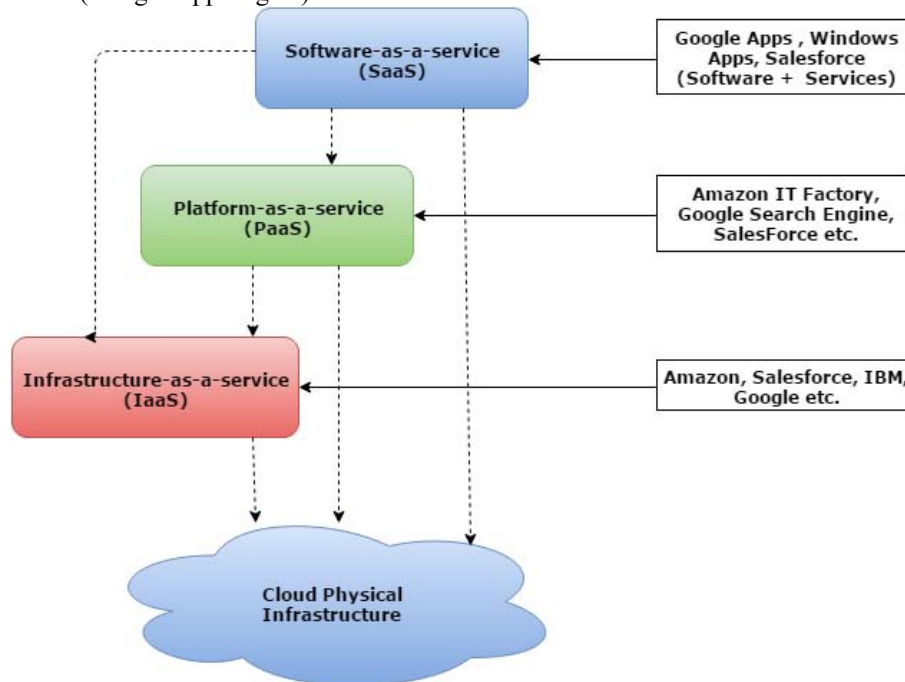 Software-as-a-service
(SaaS)
Google Apps , Windows
Apps, Salesforce
(Software + Services)
Platform-as-a-service
(PaaS)
Amazon IT Factory,
Google Search Engine,
SalesForce etc.
Infrastructure-as-a-service
(IaaS)
Amazon, Salesforce, IBM,
Google etc.
Cloud Physical
Infrastructure